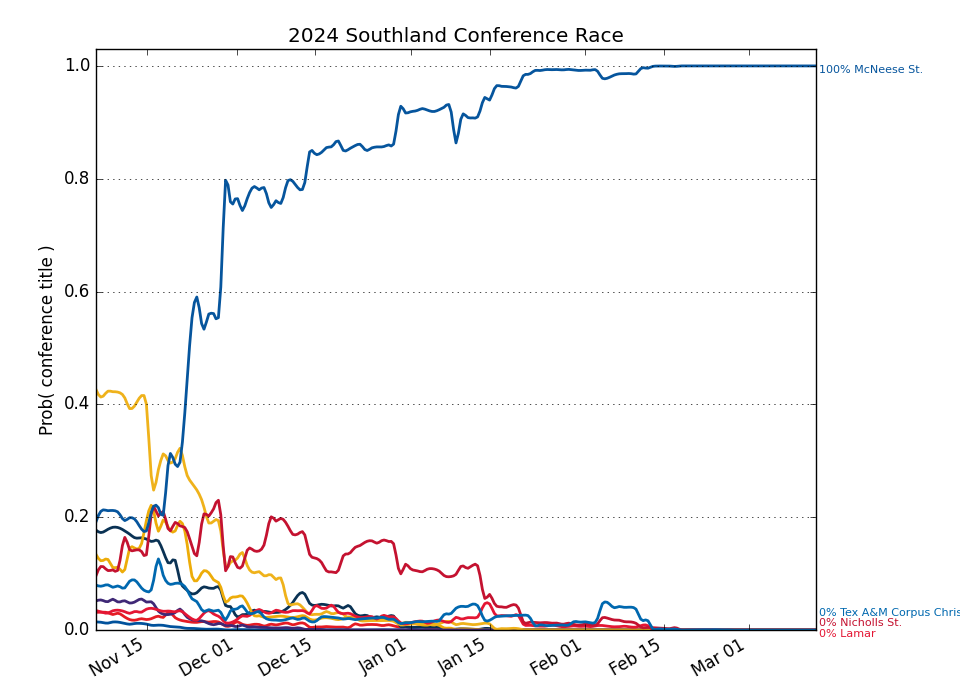 2024 Southland Conference Race
Prob( conference title )
1.0
0.8
0.6
0.4
0.2
0.0
100% McNeese St.
0% Tex A&M Corpus Chris
0% Nicholls St.
0% Lamar
Nov 15
Dec 01
Dec 15
Jan 01
Jan 15
Feb 01
Feb 15
Mar 01